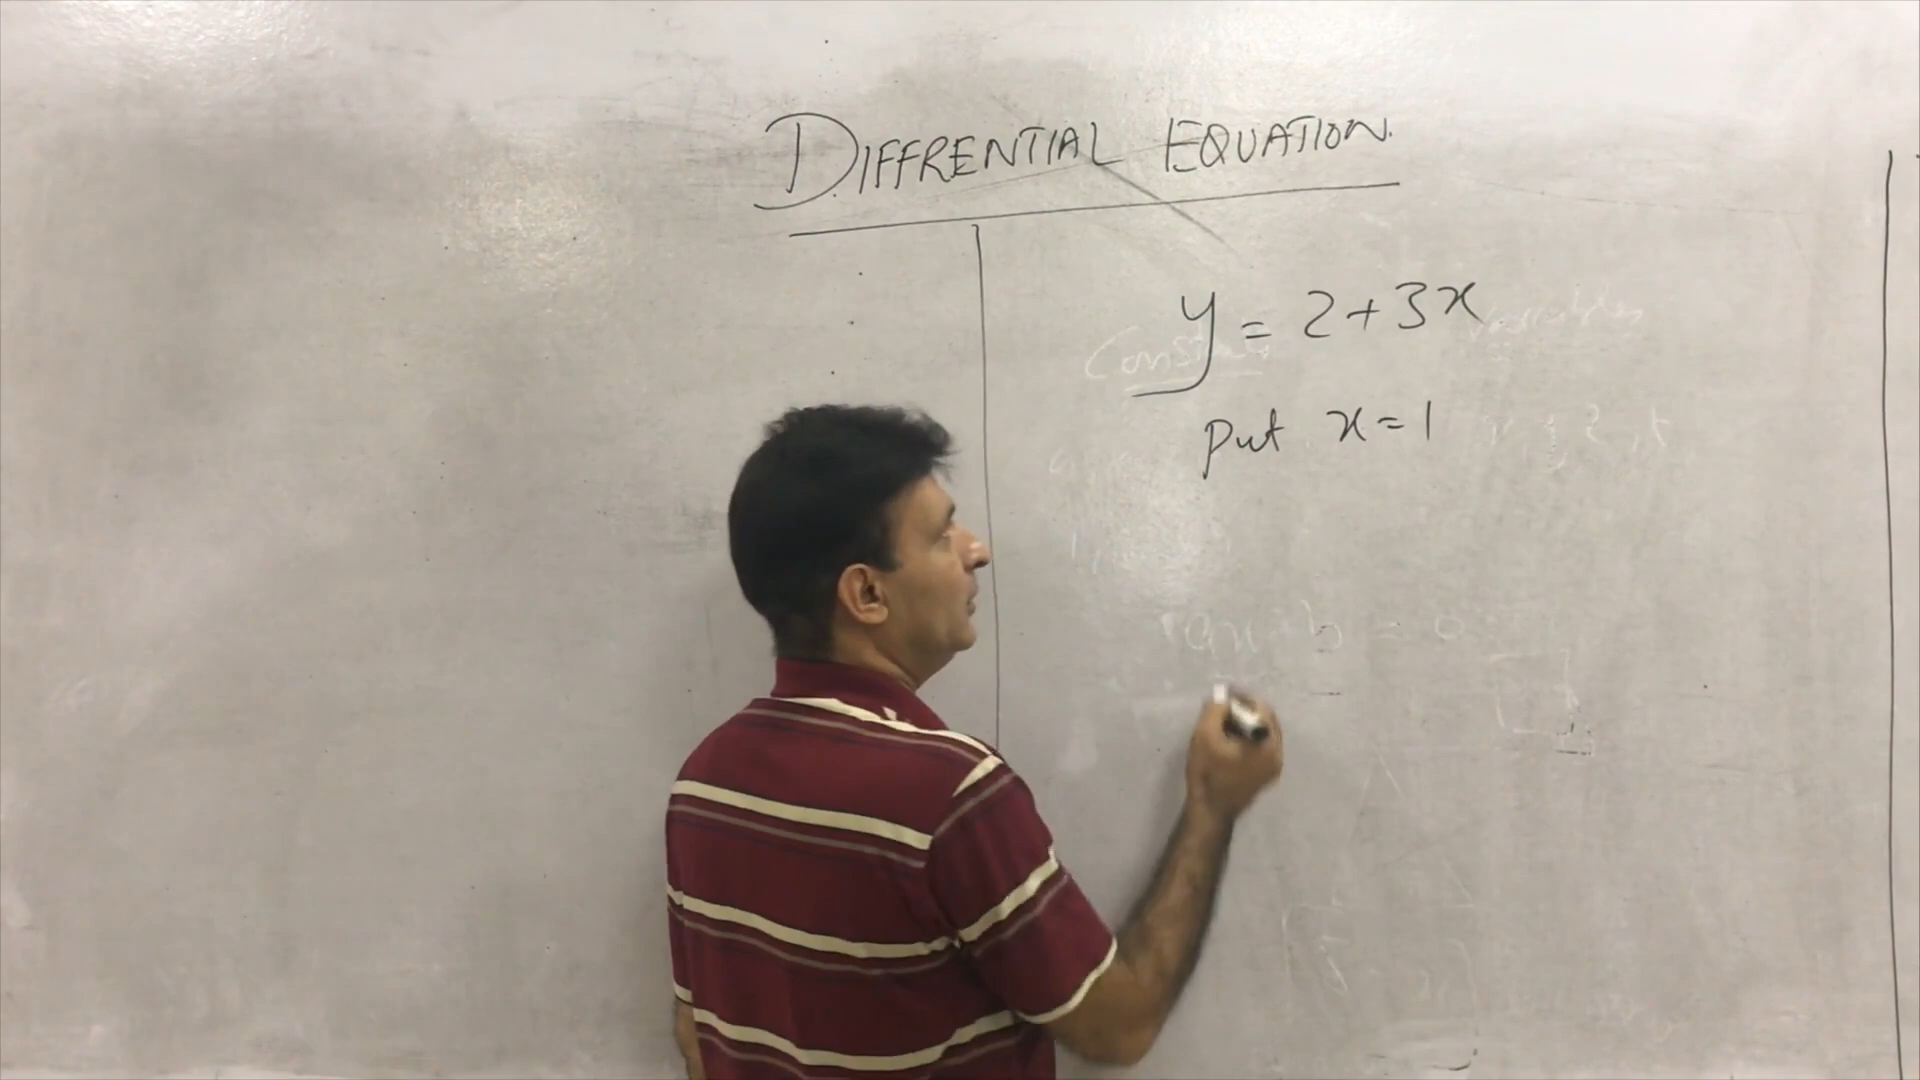 DIFFRENTIAL EQUATION.
y = 2+3x
Put x=1